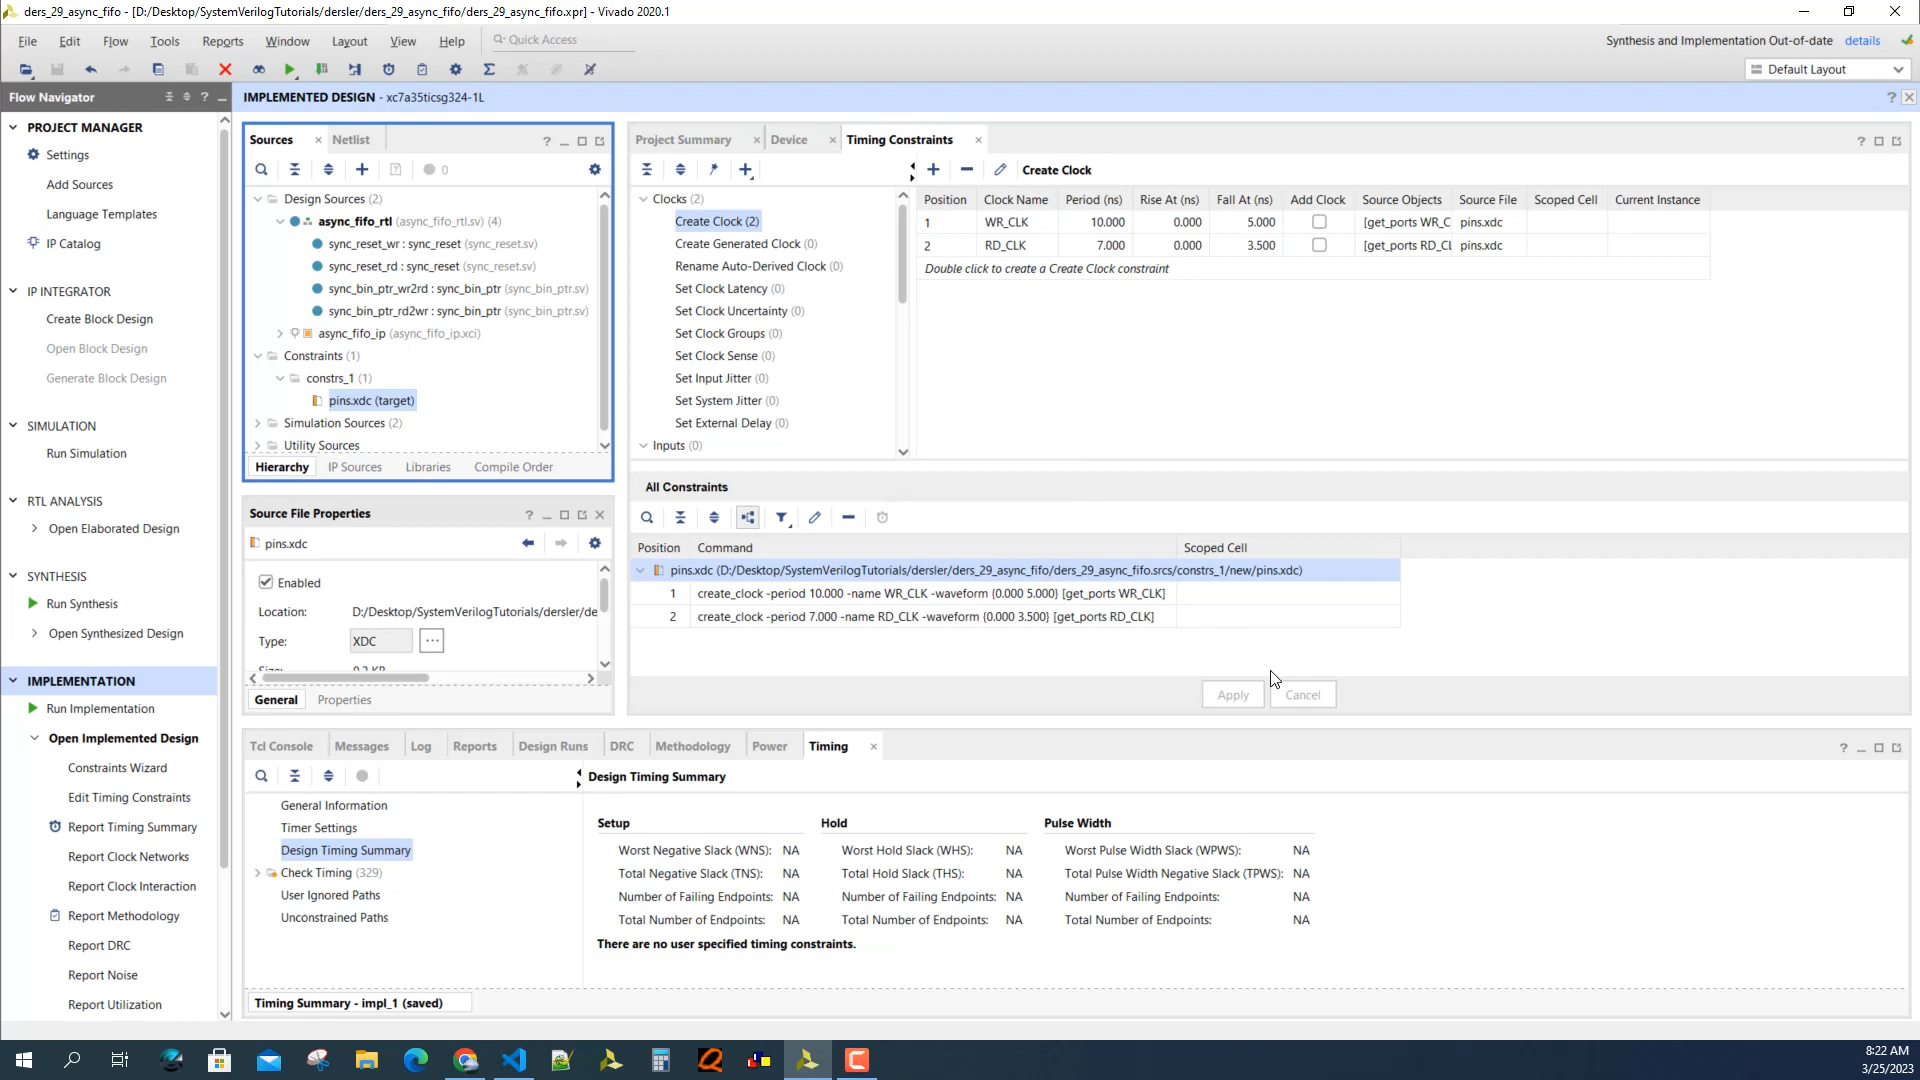 ders_29_async_fifo - [D:/Desktop/SystemVerilogTutorials/dersler/ders_29_async_fifo/ders_29_async_fifo.xpr] - Vivado 2020.1
File Edit Flow Tools Reports Window Layout View Help Quick Access
Synthesis and Implementation Out-of-date details
Default Layout
Flow Navigator
IMPLEMENTED DESIGN - xc7a35ticsg324-1L
PROJECT MANAGER
Settings
Add Sources
Language Templates
IP Catalog
IP INTEGRATOR
Create Block Design
Open Block Design
Generate Block Design
SIMULATION
Run Simulation
RTL ANALYSIS
Open Elaborated Design
SYNTHESIS
Run Synthesis
Open Synthesized Design
IMPLEMENTATION
Run Implementation
Open Implemented Design
Constraints Wizard
Edit Timing Constraints
Report Timing Summary
Report Clock Networks
Report Clock Interaction
Report Methodology
Report DRC
Report Noise
Report Utilization
Sources Netlist
0
Design Sources (2)
async_fifo_rtl (async_fifo_rtl.sv) (4)
sync_reset_wr : sync_reset (sync_reset.sv)
sync_reset_rd : sync_reset (sync_reset.sv)
sync_bin_ptr_wr2rd : sync_bin_ptr (sync_bin_ptr.sv)
sync_bin_ptr_rd2wr : sync_bin_ptr (sync_bin_ptr.sv)
async_fifo_ip (async_fifo_ip.xci)
Constraints (1)
constrs_1 (1)
pins.xdc (target)
Simulation Sources (2)
Utility Sources
Hierarchy IP Sources Libraries Compile Order
Source File Properties
pins.xdc
Enabled
Location: D:/Desktop/SystemVerilogTutorials/dersler/de
Type: XDC
General Properties
Project Summary Device Timing Constraints
Create Clock
Clocks (2)
Create Clock (2)
Create Generated Clock (0)
Rename Auto-Derived Clock (0)
Set Clock Latency (0)
Set Clock Uncertainty (0)
Set Clock Groups (0)
Set Clock Sense (0)
Set Input Jitter (0)
Set System Jitter (0)
Set External Delay (0)
Inputs (0)
Position Clock Name Period (ns) Rise At (ns) Fall At (ns) Add Clock Source Objects Source File Scoped Cell Current Instance
1 WR_CLK 10.000 0.000 5.000 [get_ports WR_C pins.xdc
2 RD_CLK 7.000 0.000 3.500 [get_ports RD_CL pins.xdc
Double click to create a Create Clock constraint
All Constraints
Position Command Scoped Cell
pins.xdc (D:/Desktop/SystemVerilogTutorials/dersler/ders_29_async_fifo/ders_29_async_fifo.srcs/constrs_1/new/pins.xdc)
1 create_clock -period 10.000 -name WR_CLK -waveform {0.000 5.000} [get_ports WR_CLK]
2 create_clock -period 7.000 -name RD_CLK -waveform {0.000 3.500} [get_ports RD_CLK]
Apply Cancel
Tcl Console Messages Log Reports Design Runs DRC Methodology Power Timing
Design Timing Summary
General Information
Timer Settings
Design Timing Summary
Check Timing (329)
User Ignored Paths
Unconstrained Paths
Setup Hold Pulse Width
Worst Negative Slack (WNS): NA Worst Hold Slack (WHS): NA Worst Pulse Width Slack (WPWS): NA
Total Negative Slack (TNS): NA Total Hold Slack (THS): NA Total Pulse Width Negative Slack (TPWS): NA
Number of Failing Endpoints: NA Number of Failing Endpoints: NA Number of Failing Endpoints: NA
Total Number of Endpoints: NA Total Number of Endpoints: NA Total Number of Endpoints: NA
There are no user specified timing constraints.
Timing Summary - impl_1 (saved)
8:22 AM
3/25/2023